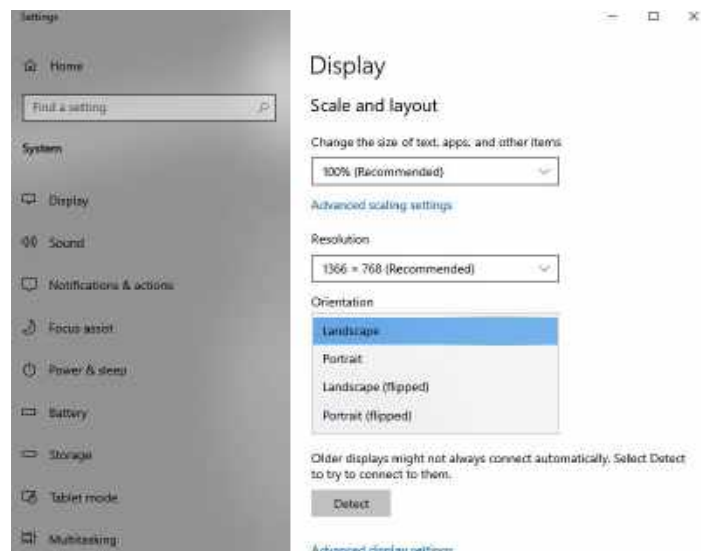 Settings
Home
Find a setting
System
Display
Sound
Notifications & actions
Focus assist
Power & sleep
Battery
Storage
Tablet mode
Multitasking
Display
Scale and layout
Change the size of text, apps, and other items
100% (Recommended)
Advanced scaling settings
Resolution
1366 × 768 (Recommended)
Orientation
Landscape
Portrait
Landscape (flipped)
Portrait (flipped)
Older displays might not always connect automatically. Select Detect
to try to connect to them.
Detect
Advanced display settings